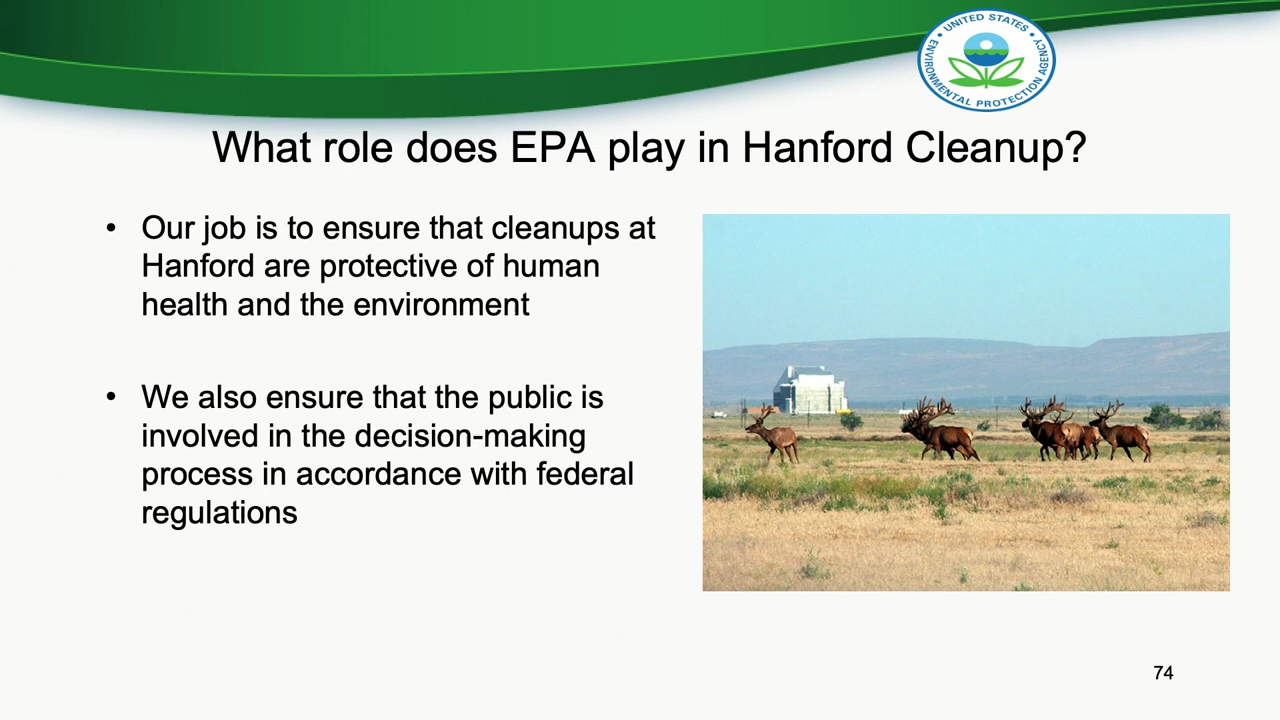 UNITED STATES
ENVIRONMENTAL PROTECTION AGENCY
What role does EPA play in Hanford Cleanup?
• Our job is to ensure that cleanups at
Hanford are protective of human
health and the environment
• We also ensure that the public is
involved in the decision-making
process in accordance with federal
regulations
74